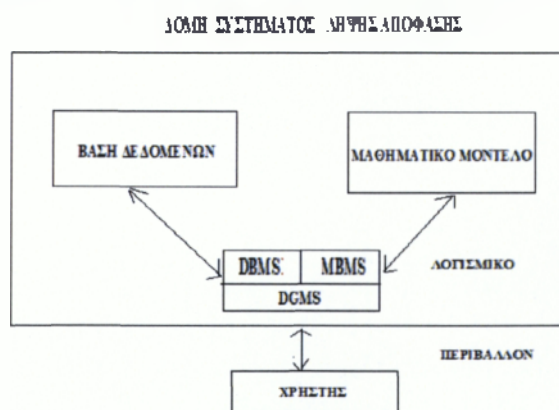 ΔΟΜΗ ΣΥΣΤΗΜΑΤΟΣ ΛΗΨΗΣ ΑΠΟΦΑΣΗΣ
ΒΑΣΗ ΔΕΔΟΜΕΝΩΝ
ΜΑΘΗΜΑΤΙΚΟ ΜΟΝΤΕΛΟ
DBMS
MBMS
ΛΟΓΙΣΜΙΚΟ
DGMS
ΠΕΡΙΒΑΛΛΟΝ
ΧΡΗΣΤΗΣ